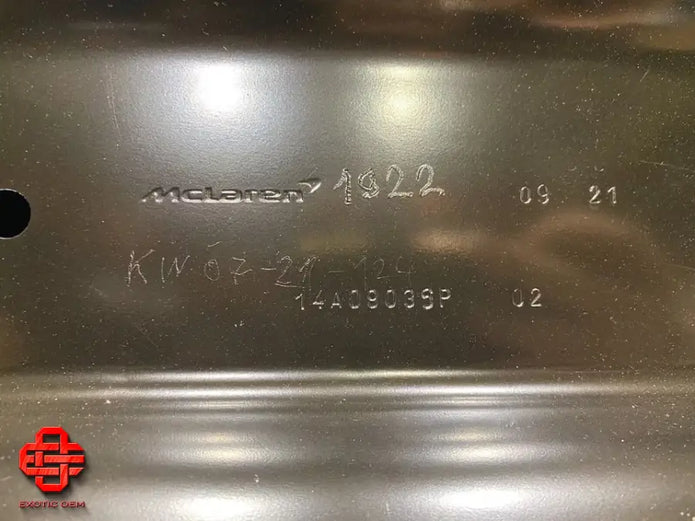 McLaren 1922 09 21
KW 07-21-124
14A0903SP 02
EXOTIC OEM